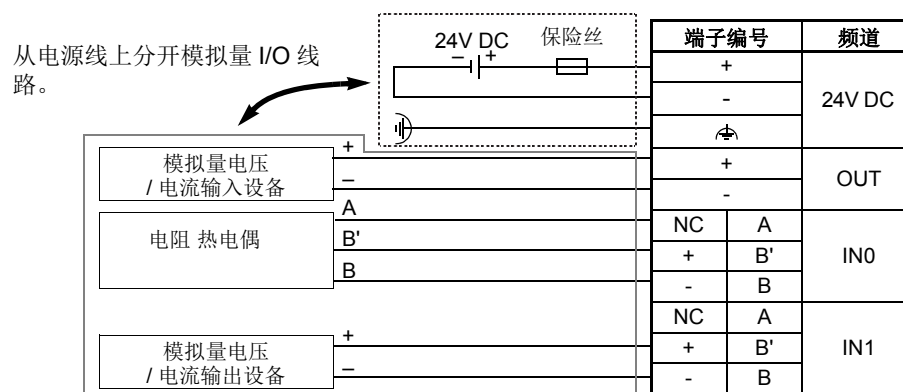 从电源线上分开模拟量 I/O 线
路。
24V DC
保险丝
– +
模拟量电压
/ 电流输入设备
+
–
电阻 热电偶
A
B'
B
模拟量电压
/ 电流输出设备
+
–
端子编号 频道
+ 24V DC
-
+ OUT
-
NC A IN0
+ B'
- B
NC A IN1
+ B'
- B